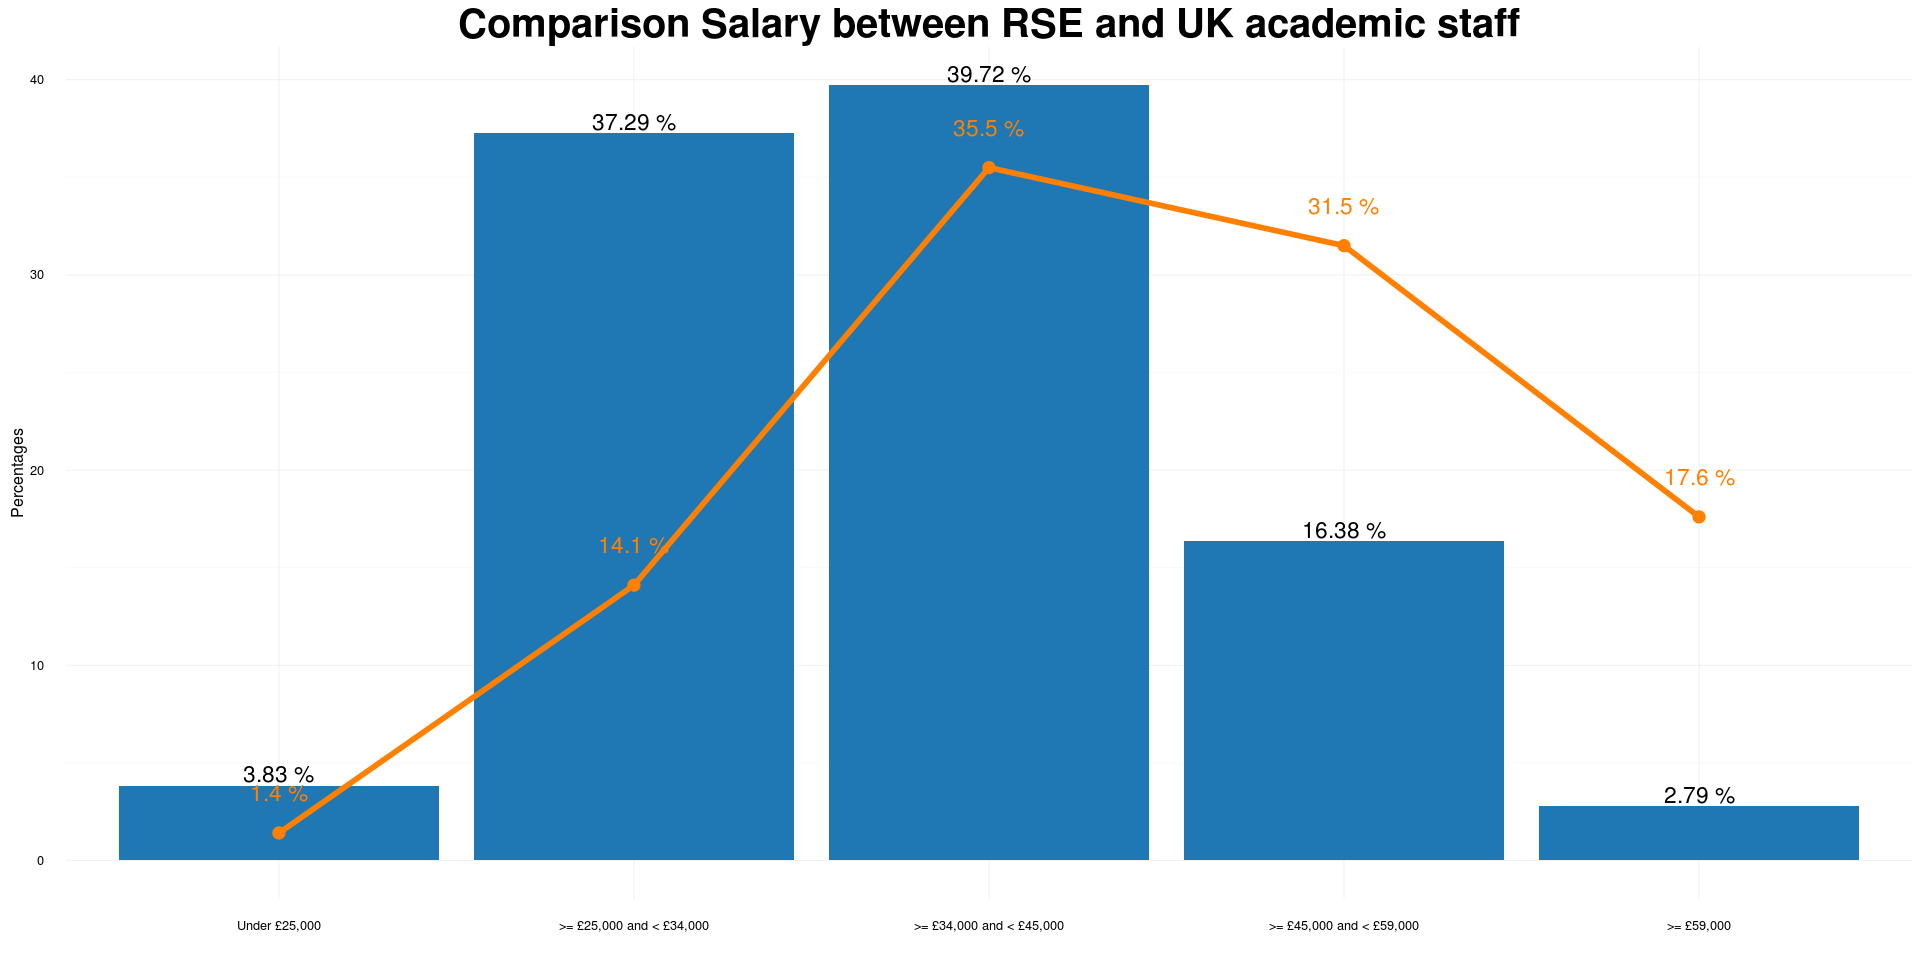 Comparison Salary between RSE and UK academic staff
40
39.72 %
37.29 %
35.5 %
31.5 %
30
Percentages
20
17.6 %
16.38 %
14.1 %
10
3.83 %
1.4 %
2.79 %
0
Under £25,000
>= £25,000 and < £34,000
>= £34,000 and < £45,000
>= £45,000 and < £59,000
>= £59,000